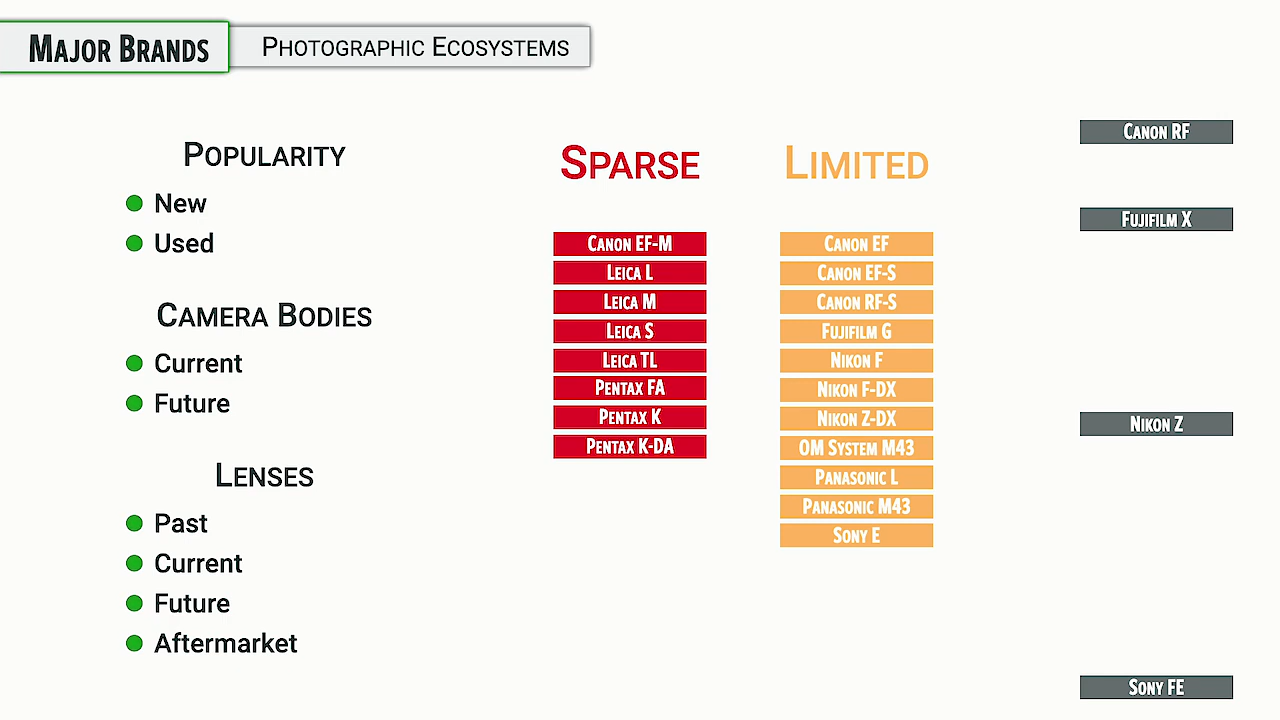 Major Brands
Photographic Ecosystems
Popularity
New
Used
Camera Bodies
Current
Future
Lenses
Past
Current
Future
Aftermarket
Sparse
Canon EF-M
Leica L
Leica M
Leica S
Leica TL
Pentax FA
Pentax K
Pentax K-DA
Limited
Canon EF
Canon EF-S
Canon RF-S
Fujifilm G
Nikon F
Nikon F-DX
Nikon Z-DX
OM System M43
Panasonic L
Panasonic M43
Sony E
Canon RF
Fujifilm X
Nikon Z
Sony FE